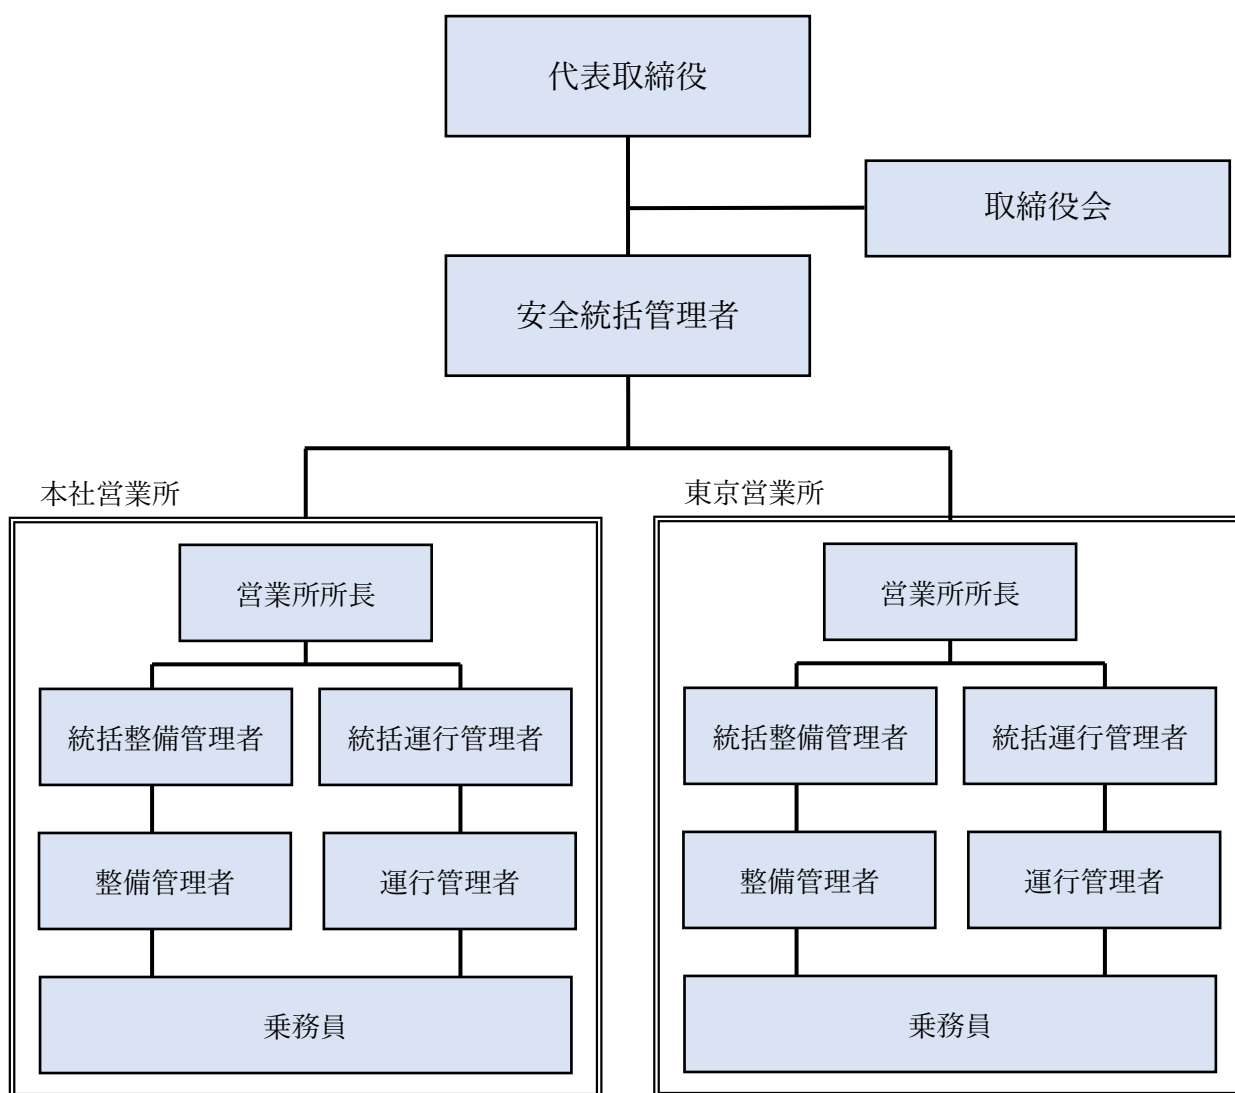 代表取締役
取締役会
安全統括管理者
本社営業所
営業所所長
統括整備管理者
統括運行管理者
整備管理者
運行管理者
乗務員
東京営業所
営業所所長
統括整備管理者
統括運行管理者
整備管理者
運行管理者
乗務員